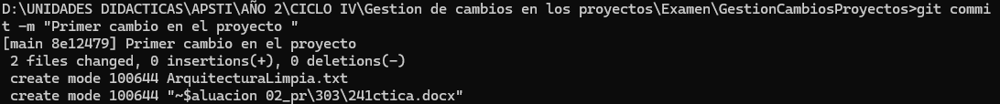 D:\UNIDADES DIDACTICAS\APSTI\AÑO 2\CICLO IV\Gestion de cambios en los proyectos\Examen\GestionCambiosProyectos>git commi
t -m "Primer cambio en el proyecto "
[main 8e12479] Primer cambio en el proyecto
 2 files changed, 0 insertions(+), 0 deletions(-)
 create mode 100644 ArquitecturaLimpia.txt
 create mode 100644 "~$aluacion 02_pr\303\241ctica.docx"